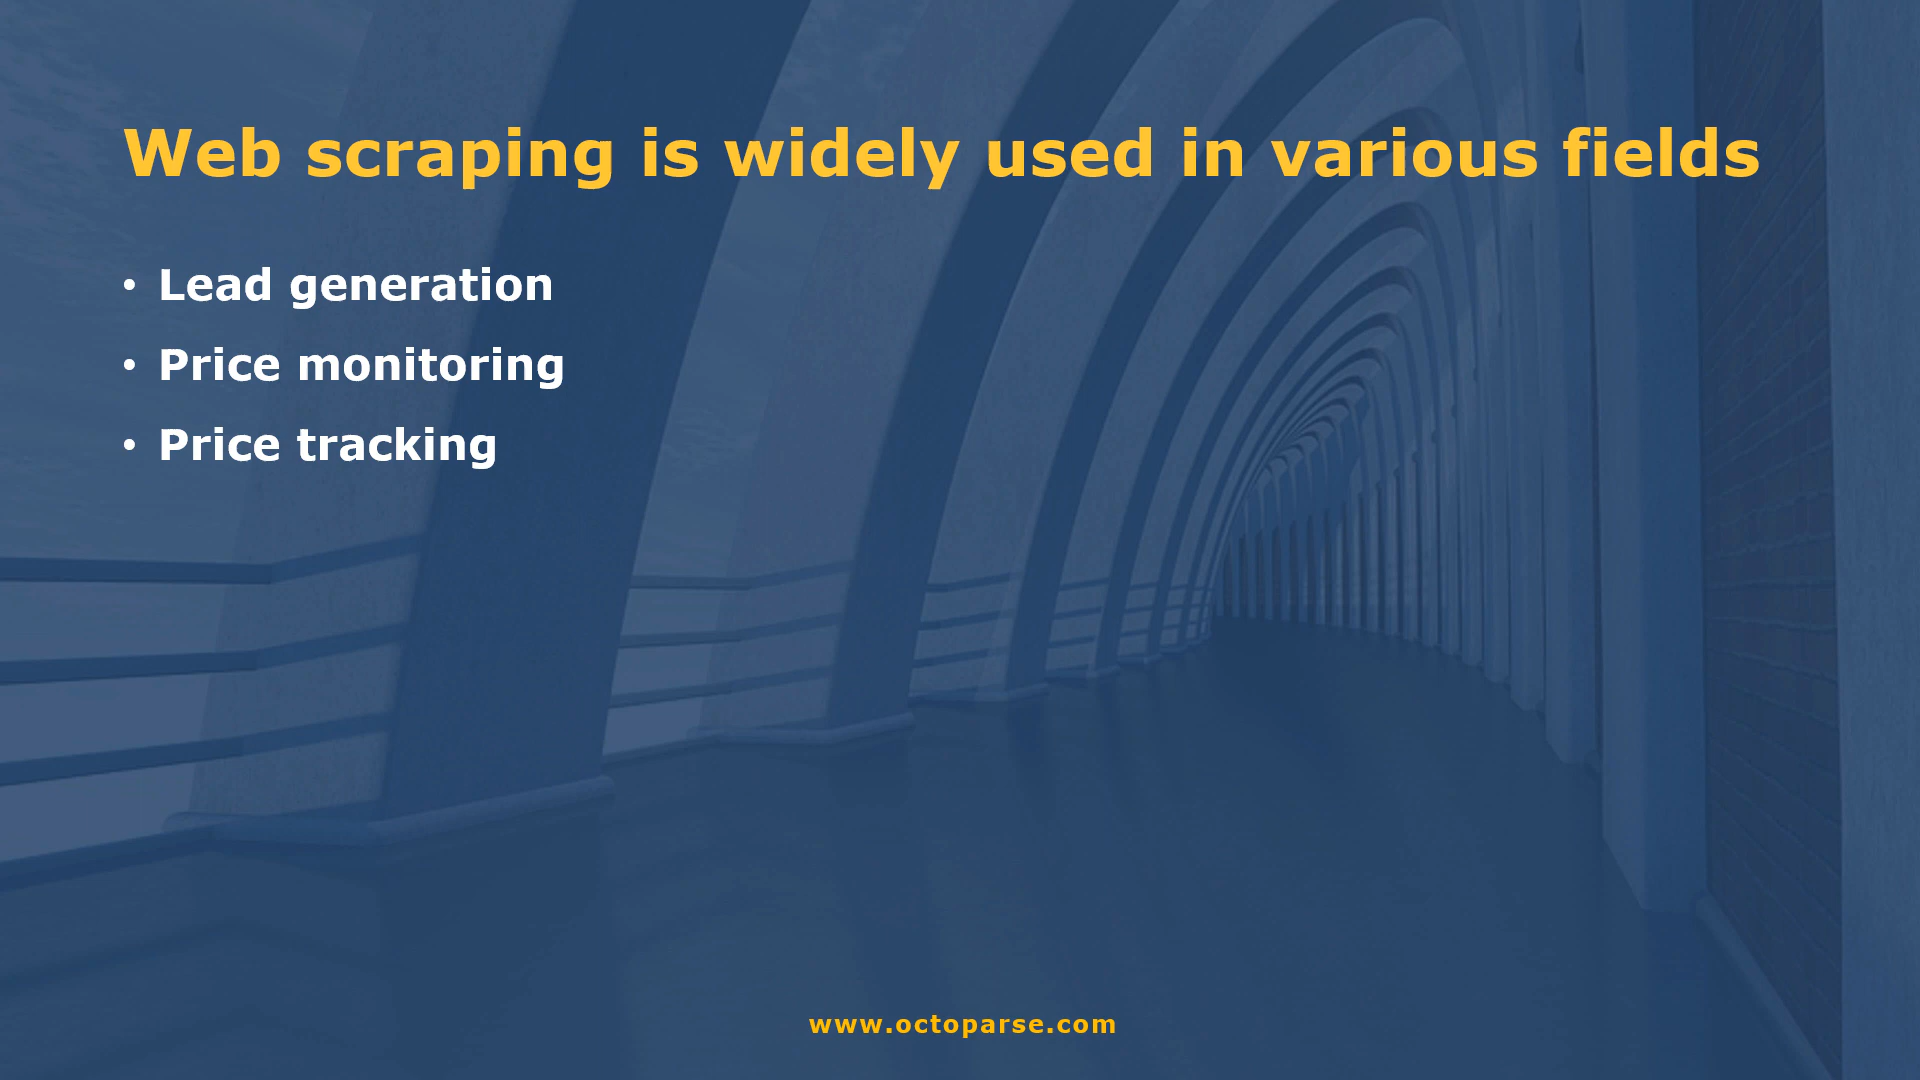 Web scraping is widely used in various fields
• Lead generation
• Price monitoring
• Price tracking
www.octoparse.com